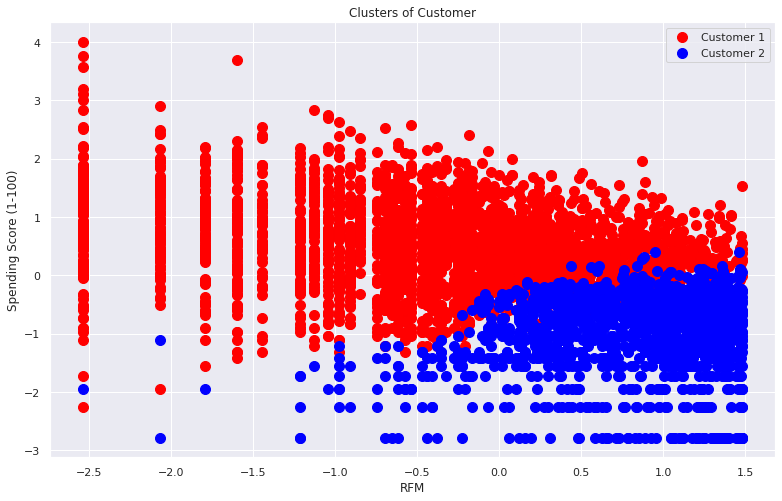 Clusters of Customer
Customer 1
Customer 2
Spending Score (1-100)
4
3
2
1
0
−1
−2
−3
−2.5 −2.0 −1.5 −1.0 −0.5 0.0 0.5 1.0 1.5
RFM